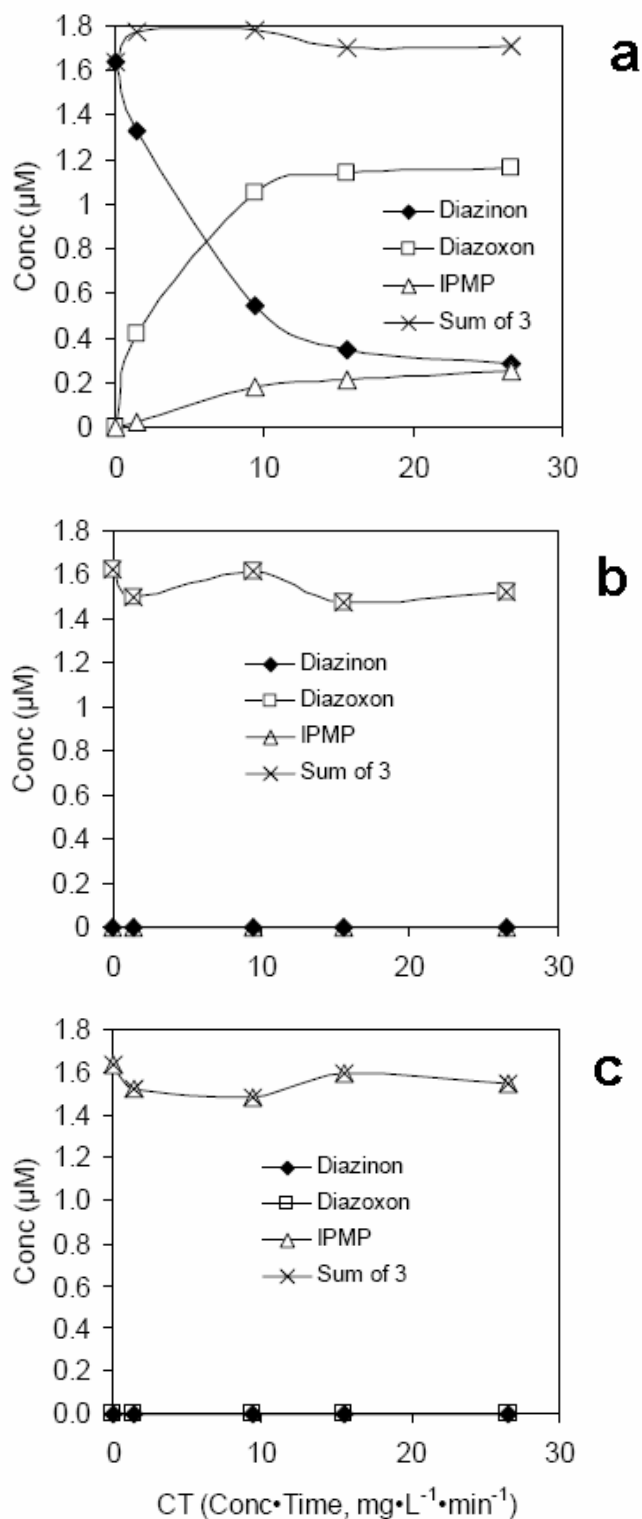 1.8
1.6
1.4
1.2
1
0.8
0.6
0.4
0.2
0
Conc (µM)
a
Diazinon
Diazoxon
IPMP
Sum of 3
0 10 20 30
1.8
1.6
1.4
1.2
1
0.8
0.6
0.4
0.2
0
Conc (µM)
b
Diazinon
Diazoxon
IPMP
Sum of 3
0 10 20 30
1.8
1.6
1.4
1.2
1.0
0.8
0.6
0.4
0.2
0.0
Conc (µM)
c
Diazinon
Diazoxon
IPMP
Sum of 3
0 10 20 30
CT (Conc•Time, mg•L⁻¹•min⁻¹)